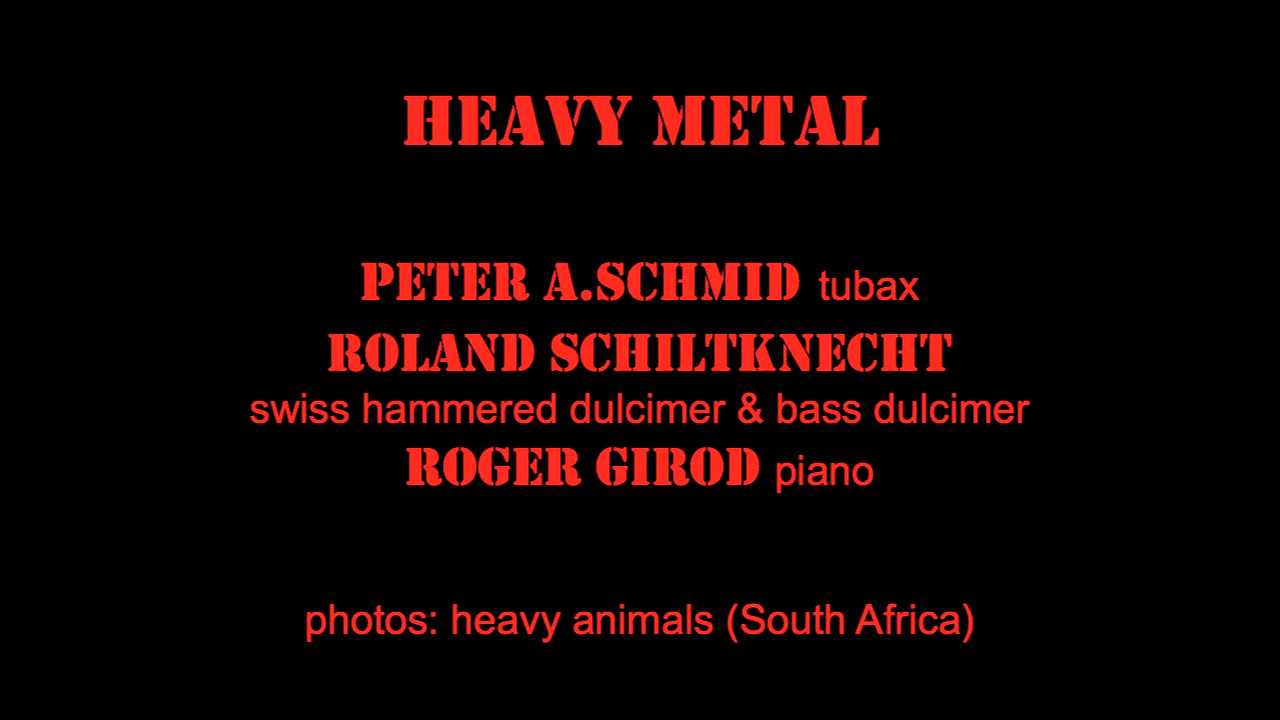 HEAVY METAL
PETER A.SCHMID tubax
ROLAND SCHILTKNECHT
swiss hammered dulcimer & bass dulcimer
ROGER GIROD piano
photos: heavy animals (South Africa)